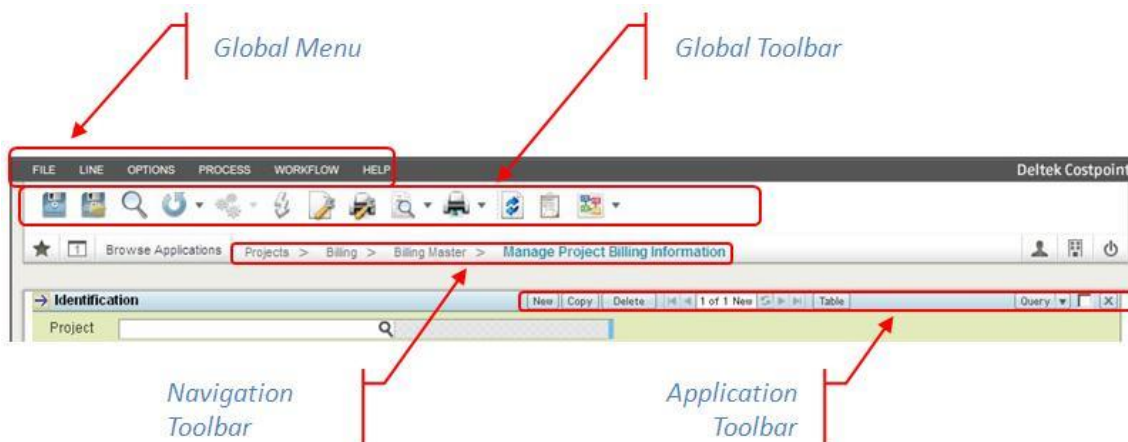 Global Menu
Global Toolbar
FILE LINE OPTIONS PROCESS WORKFLOW HELP
Deltek Costpoint
1 Browse Applications Projects > Billing > Billing Master > Manage Project Billing Information
Identification New Copy Delete 1 of 1 New Table Query
Project
Navigation
Toolbar
Application
Toolbar